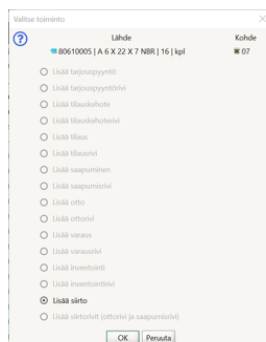 Valitse toiminto
Lähde Kohde
80610005 | A 6 X 22 X 7 NBR | 16 | kpl 07
Lisää tarjouspyyntö
Lisää tarjouspyyntörivi
Lisää tilauskehote
Lisää tilauskehoterivi
Lisää tilaus
Lisää tilausrivi
Lisää saapuminen
Lisää saapumisrivi
Lisää otto
Lisää ottorivi
Lisää varaus
Lisää varausrivi
Lisää inventointi
Lisää inventointirivi
Lisää siirto
Lisää siirtorivit (ottorivi ja saapumisrivi)
OK Peruuta